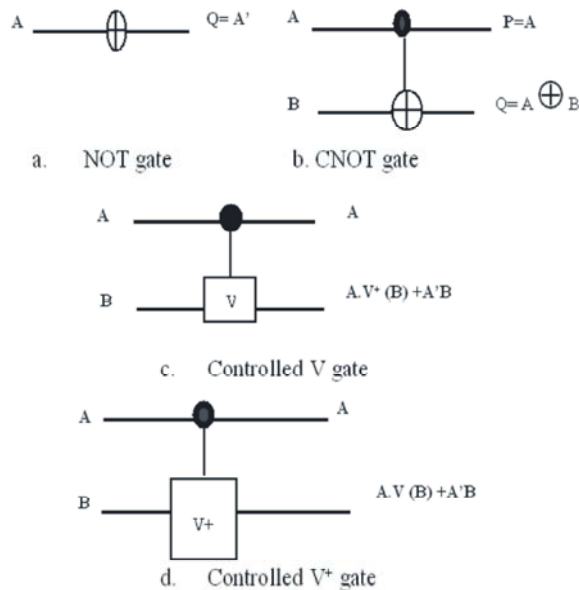 A Q= A'
A P=A
B Q= A ⊕ B
a. NOT gate b. CNOT gate
A A
B V A.V⁺ (B) +A'B
c. Controlled V gate
A A
B V+ A.V (B) +A'B
d. Controlled V⁺ gate